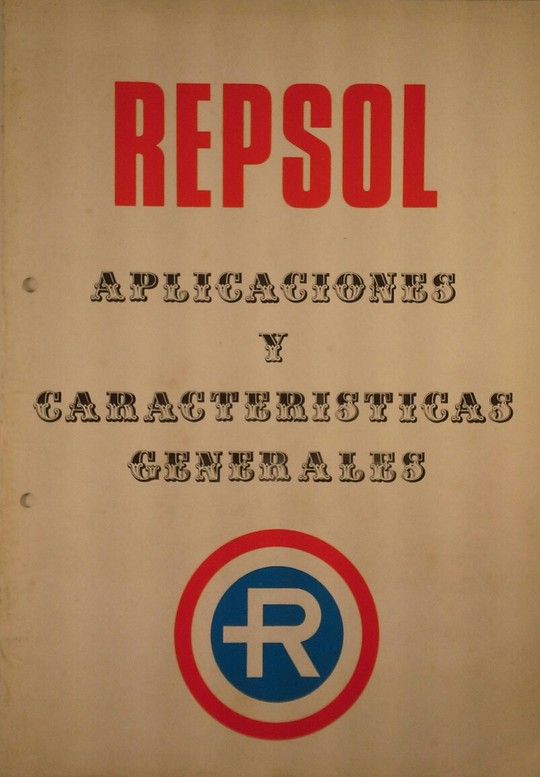 REPSOL
APLICACIONES
Y
CARACTERISTICAS
GENERALES
R